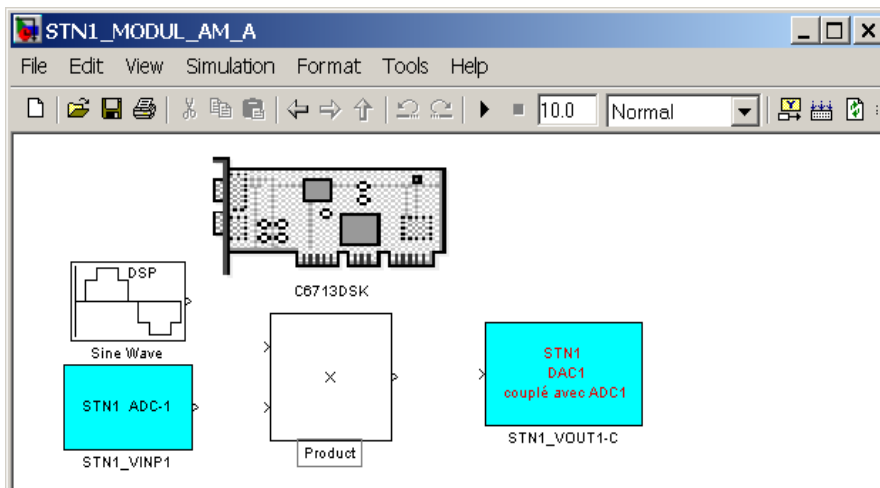 STN1_MODUL_AM_A
File Edit View Simulation Format Tools Help
10.0 Normal
C6713DSK
DSP
Sine Wave
STN1 ADC-1
STN1_VINP1
Product
STN1
DAC1
couplé avec ADC1
STN1_VOUT1-C